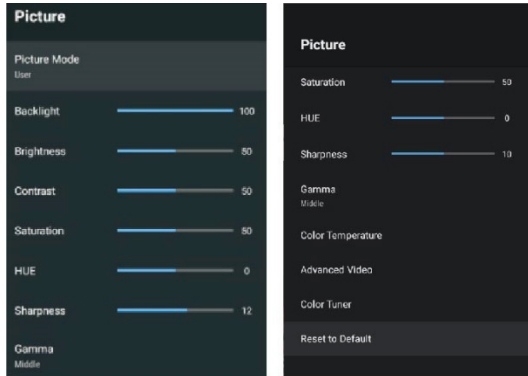 Picture
Picture Mode
User
Backlight 100
Brightness 50
Contrast 50
Saturation 50
HUE 0
Sharpness 12
Gamma
Middle
Picture
Saturation 50
HUE 0
Sharpness 10
Gamma
Middle
Color Temperature
Advanced Video
Color Tuner
Reset to Default